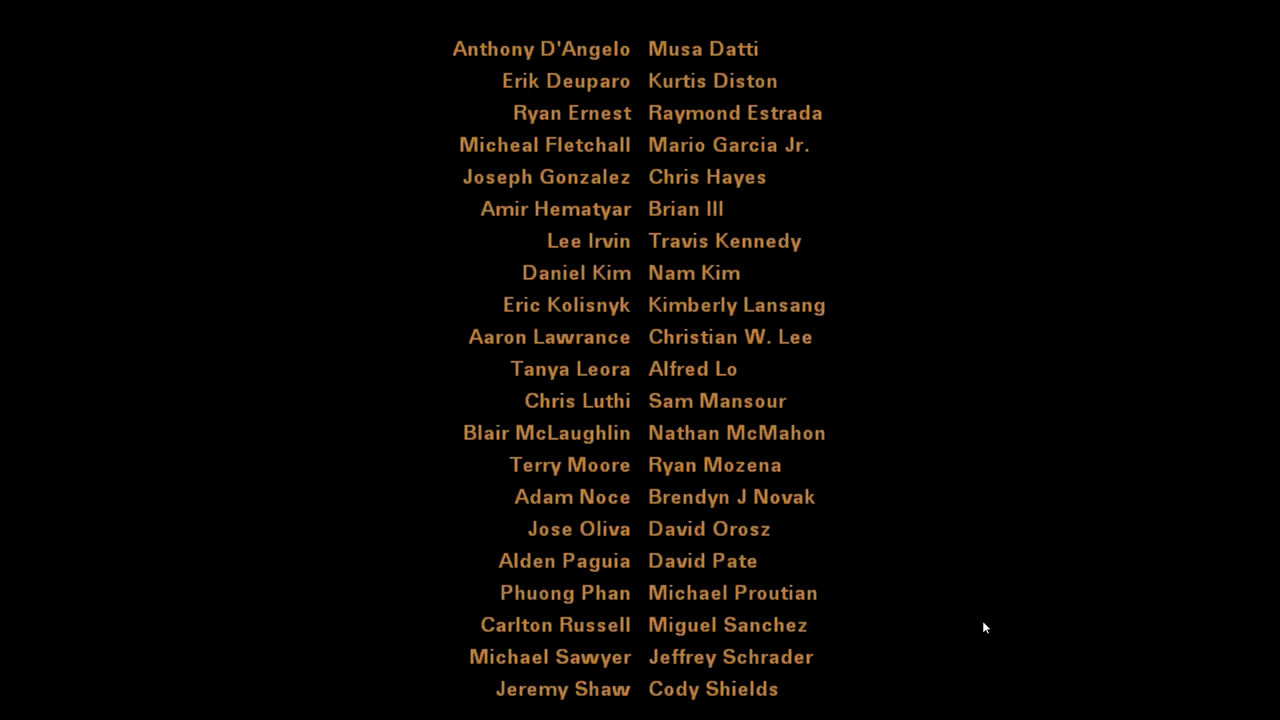 Anthony D'Angelo Musa Datti
Erik Deuparo Kurtis Diston
Ryan Ernest Raymond Estrada
Micheal Fletchall Mario Garcia Jr.
Joseph Gonzalez Chris Hayes
Amir Hematyar Brian Ill
Lee Irvin Travis Kennedy
Daniel Kim Nam Kim
Eric Kolisnyk Kimberly Lansang
Aaron Lawrance Christian W. Lee
Tanya Leora Alfred Lo
Chris Luthi Sam Mansour
Blair McLaughlin Nathan McMahon
Terry Moore Ryan Mozena
Adam Noce Brendyn J Novak
Jose Oliva David Orosz
Alden Paguia David Pate
Phuong Phan Michael Proutian
Carlton Russell Miguel Sanchez
Michael Sawyer Jeffrey Schrader
Jeremy Shaw Cody Shields